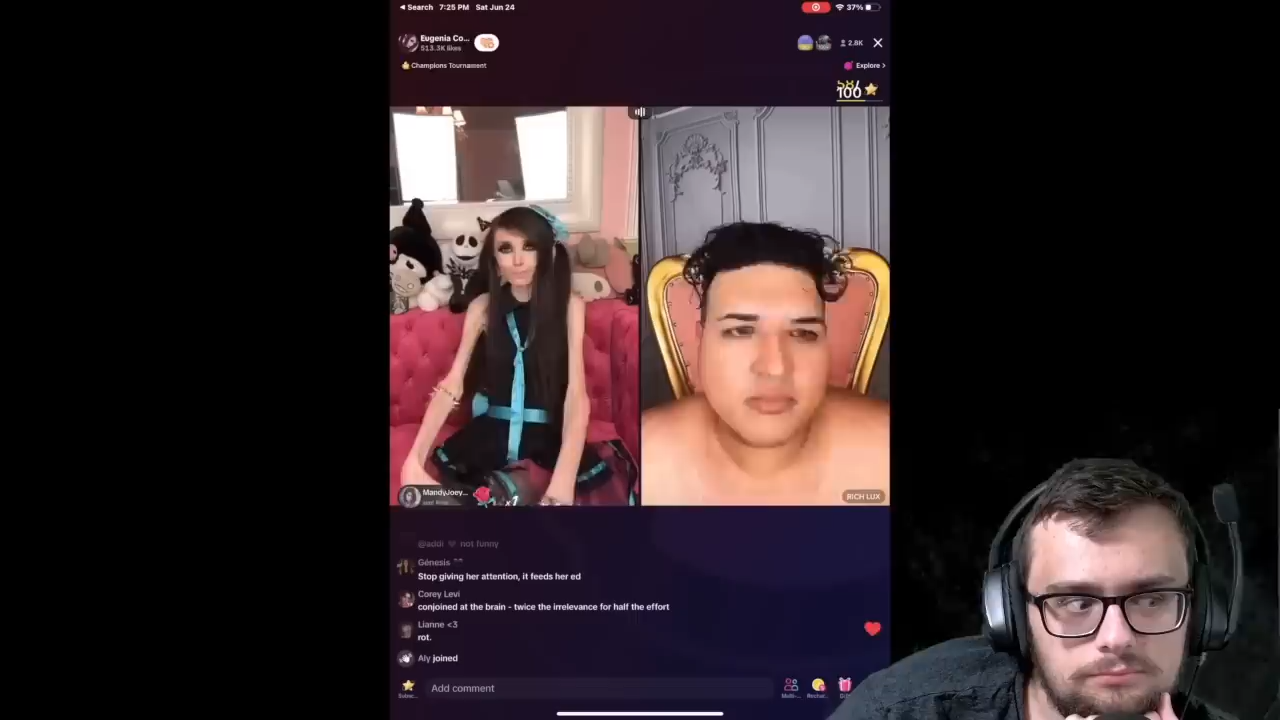 Search 7:25 PM Sat Jun 24
37%
Eugenia Co...
513.3K likes
2.8K
Champions Tournament
Explore >
100
RICH LUX
MandyJoey...
x1
@addi 🖤 not funny
Génesis
Stop giving her attention, it feeds her ed
Corey Levi
conjoined at the brain - twice the irrelevance for half the effort
Lianne <3
rot.
Aly joined
Add comment